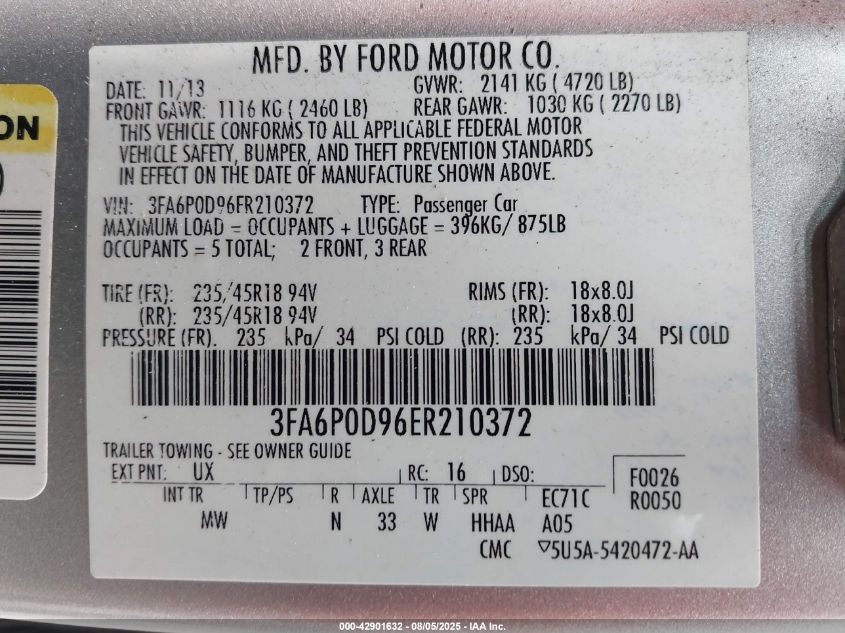 MFD. BY FORD MOTOR CO.
DATE: 11/13 GVWR: 2141 KG ( 4720 LB)
FRONT GAWR: 1116 KG ( 2460 LB) REAR GAWR: 1030 KG ( 2270 LB)
THIS VEHICLE CONFORMS TO ALL APPLICABLE FEDERAL MOTOR
VEHICLE SAFETY, BUMPER, AND THEFT PREVENTION STANDARDS
IN EFFECT ON THE DATE OF MANUFACTURE SHOWN ABOVE.
ON
VIN: 3FA6P0D96ER210372 TYPE: Passenger Car
MAXIMUM LOAD = OCCUPANTS + LUGGAGE = 396KG/ 875LB
OCCUPANTS = 5 TOTAL; 2 FRONT, 3 REAR
TIRE (FR): 235/45R18 94V RIMS (FR): 18x8.0J
(RR): 235/45R18 94V (RR): 18x8.0J
PRESSURE (FR). 235 kPa/ 34 PSI COLD (RR): 235 kPa/ 34 PSI COLD
3FA6P0D96ER210372
TRAILER TOWING - SEE OWNER GUIDE
EXT PNT: UX RC: 16 DSO: F0026
INT TR TP/PS R AXLE TR SPR EC71C R0050
MW N 33 W HHAA A05
CMC ▽5U5A-5420472-AA
000-42901632 - 08/05/2025 - IAA Inc.